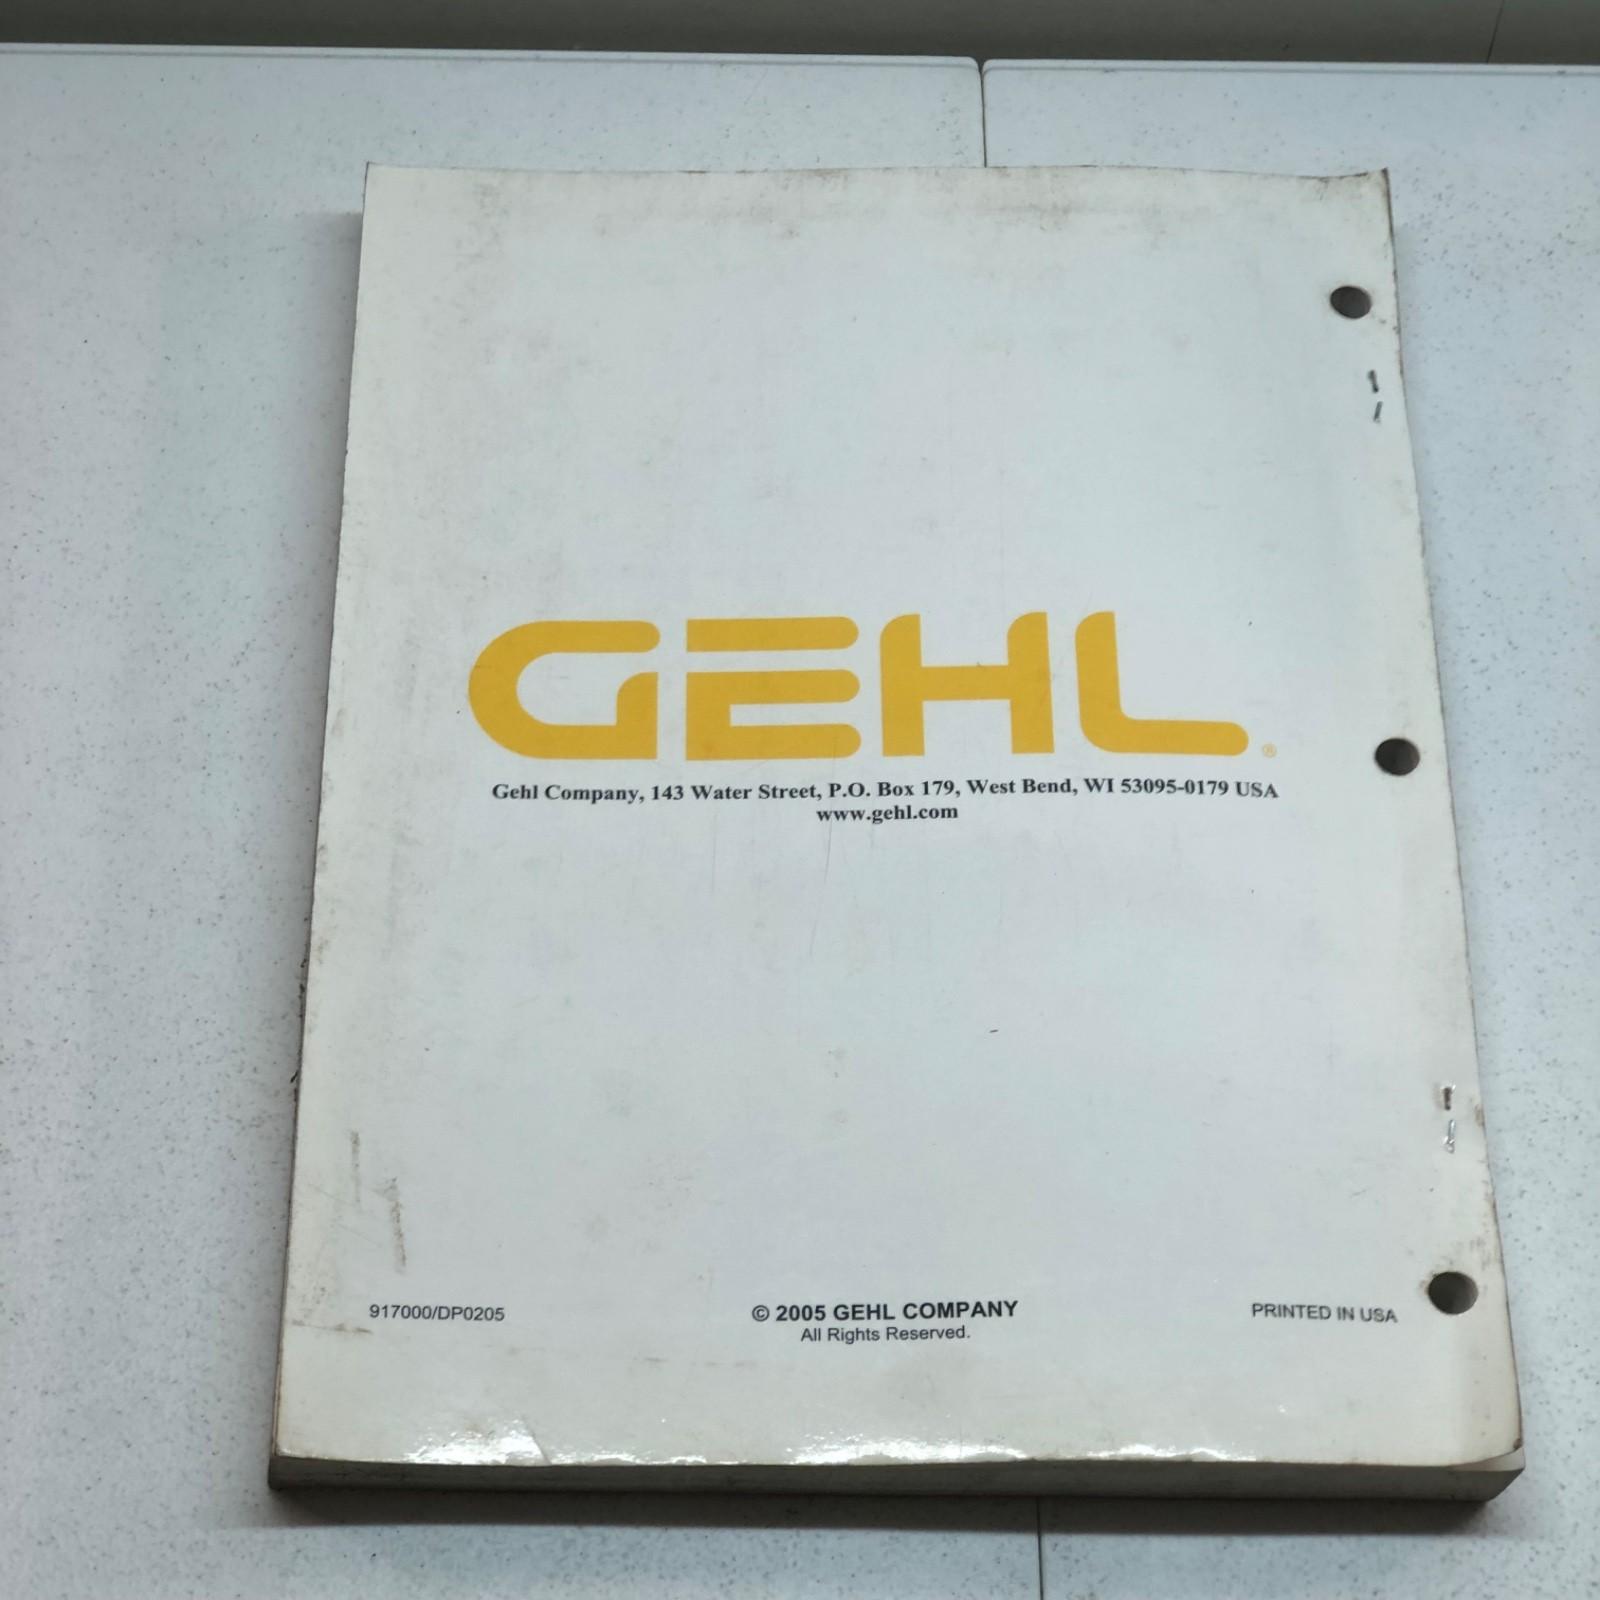 GEHL®
Gehl Company, 143 Water Street, P.O. Box 179, West Bend, WI 53095-0179 USA
www.gehl.com
917000/DP0205
© 2005 GEHL COMPANY
All Rights Reserved.
PRINTED IN USA